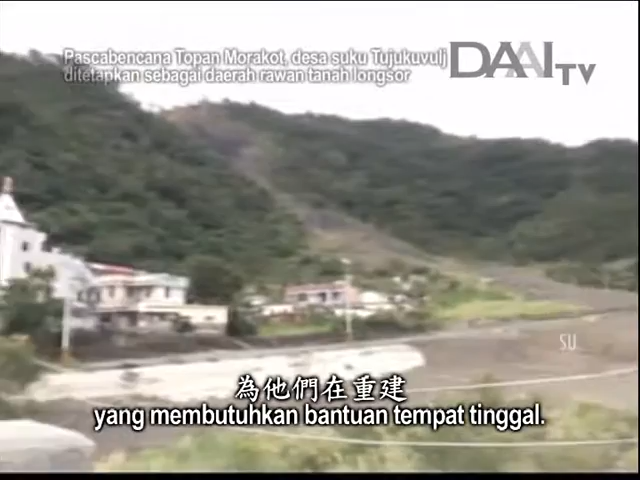 Pascabencana Topan Morakot, desa suku Tujukuvulj
ditetapkan sebagai daerah rawan tanah longsor
DAAI TV
SU
為他們在重建
yang membutuhkan bantuan tempat tinggal.